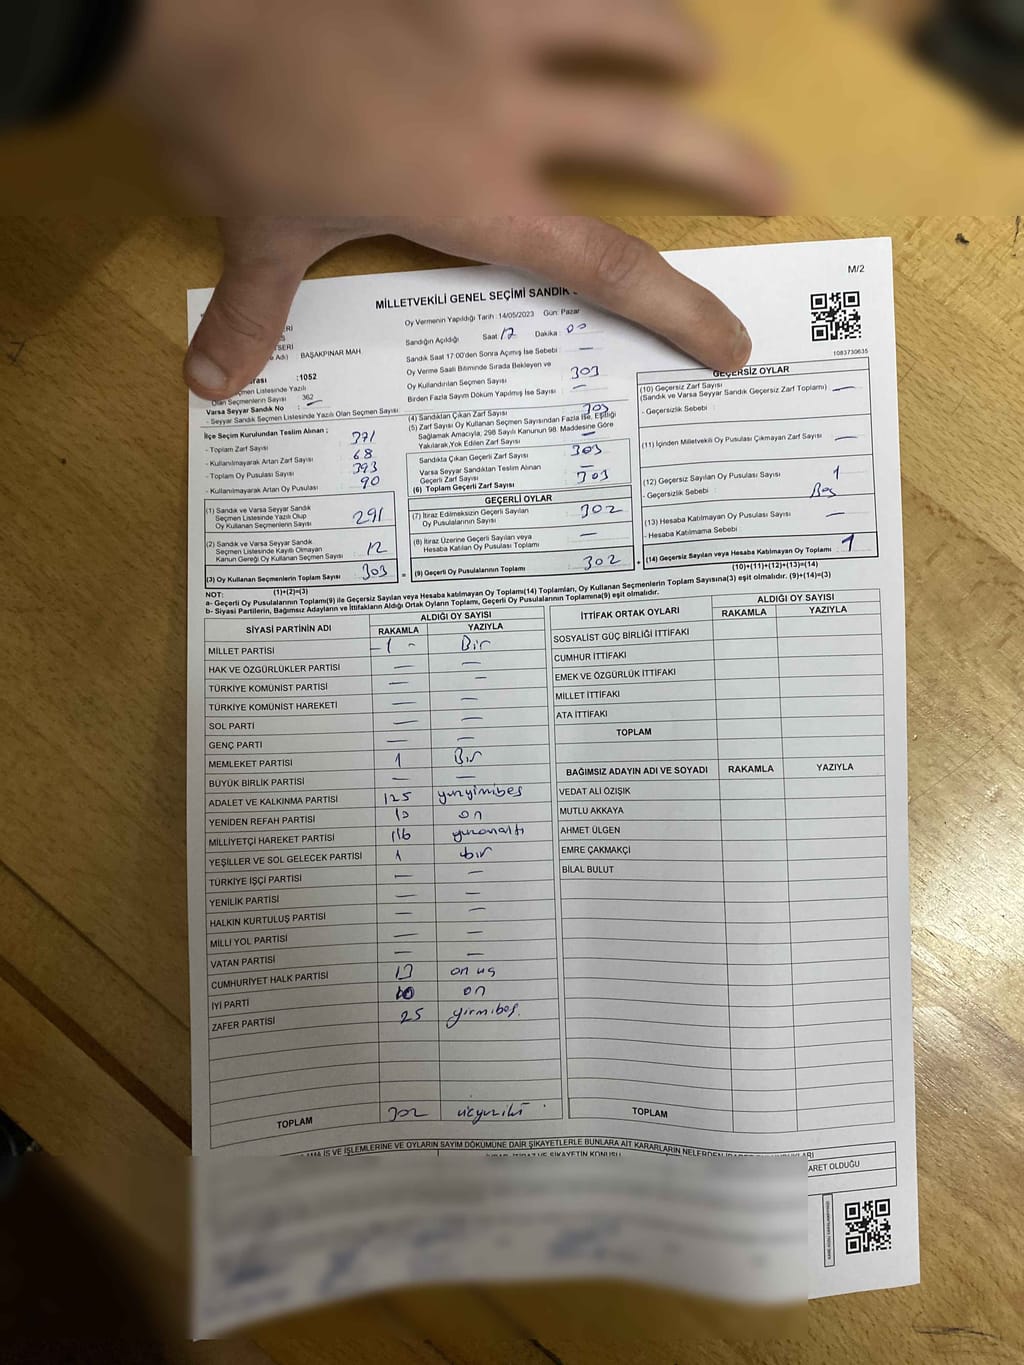 M/2
MİLLETVEKİLİ GENEL SEÇİMİ SANDIK
Oy Vermenin Yapıldığı Tarih : 14/05/2023 Gün: Pazar
Sandığın Açıldığı Saat 17 Dakika 00
Sandık Saat 17:00'den Sonra Açılmış İse Sebebi : —
Oy Verme Saati Bitiminde Sırada Bekleyen ve
Oy Kullandırılan Seçmen Sayısı 303
Birden Fazla Sayım Döküm Yapılmış İse Sayısı : —
BAŞAKPINAR MAH
:1052
Seçmen Listesinde Yazılı
Olan Seçmenlerin Sayısı 362
Varsa Seyyar Sandık No —
- Seyyar Sandık Seçmen Listesinde Yazılı Olan Seçmen Sayısı
İlçe Seçim Kurulundan Teslim Alınan ;
- Toplam Zarf Sayısı : 371
- Kullanılmayarak Artan Zarf Sayısı : 68
- Toplam Oy Pusulası Sayısı : 393
- Kullanılmayarak Artan Oy Pusulası : 90
(1) Sandık ve Varsa Seyyar Sandık
Seçmen Listesinde Yazılı Olup
Oy Kullanan Seçmenlerin Sayısı : 291
(2) Sandık ve Varsa Seyyar Sandık
Seçmen Listesinde Kayıtlı Olmayan
Kanun Gereği Oy Kullanan Seçmen Sayısı : 12
(3) Oy Kullanan Seçmenlerin Toplam Sayısı 303
(1)+(2)=(3)
(4) Sandıktan Çıkan Zarf Sayısı 303
(5) Zarf Sayısı Oy Kullanan Seçmen Sayısından Fazla İse, Eşitliği
Sağlamak Amacıyla, 298 Sayılı Kanunun 98. Maddesine Göre
Yakılarak,Yok Edilen Zarf Sayısı :
Sandıkta Çıkan Geçerli Zarf Sayısı 303
Varsa Seyyar Sandıktan Teslim Alınan
Geçerli Zarf Sayısı —
(6) Toplam Geçerli Zarf Sayısı 303
GEÇERLİ OYLAR
(7) İtiraz Edilmeksizin Geçerli Sayılan
Oy Pusulalarının Sayısı : 302
(8) İtiraz Üzerine Geçerli Sayılan veya
Hesaba Katılan Oy Pusulası Toplamı : —
(9) Geçerli Oy Pusulalarının Toplamı : 302
1083730635
GEÇERSİZ OYLAR
(10) Geçersiz Zarf Sayısı
(Sandık ve Varsa Seyyar Sandık Geçersiz Zarf Toplamı) —
- Geçersizlik Sebebi :
(11) İçinden Milletvekili Oy Pusulası Çıkmayan Zarf Sayısı : —
(12) Geçersiz Sayılan Oy Pusulası Sayısı : 1
- Geçersizlik Sebebi : Boş
(13) Hesaba Katılmayan Oy Pusulası Sayısı : —
- Hesaba Katılmama Sebebi :
(14) Geçersiz Sayılan veya Hesaba Katılmayan Oy Toplamı : 1
(10)+(11)+(12)+(13)=(14)
NOT:
a- Geçerli Oy Pusulalarının Toplamı(9) ile Geçersiz Sayılan veya Hesaba katılmayan Oy Toplamı(14) Toplamları, Oy Kullanan Seçmenlerin Toplam Sayısına(3) eşit olmalıdır. (9)+(14)=(3)
b- Siyasi Partilerin, Bağımsız Adayların ve İttifakların Aldığı Ortak Oyların Toplamı, Geçerli Oy Pusulalarının Toplamına(9) eşit olmalıdır.
SİYASİ PARTİNİN ADI ALDIĞI OY SAYISI
RAKAMLA YAZIYLA
MİLLET PARTİSİ -1- Bir
HAK VE ÖZGÜRLÜKLER PARTİSİ — —
TÜRKİYE KOMÜNİST PARTİSİ — —
TÜRKİYE KOMÜNİST HAREKETİ — —
SOL PARTİ — —
GENÇ PARTİ — —
MEMLEKET PARTİSİ 1 Bir
BÜYÜK BİRLİK PARTİSİ — —
ADALET VE KALKINMA PARTİSİ 125 yüzyirmibeş
YENİDEN REFAH PARTİSİ 10 on
MİLLİYETÇİ HAREKET PARTİSİ 116 yüzonaltı
YEŞİLLER VE SOL GELECEK PARTİSİ 1 bir
TÜRKİYE İŞÇİ PARTİSİ — —
YENİLİK PARTİSİ — —
HALKIN KURTULUŞ PARTİSİ — —
MİLLİ YOL PARTİSİ — —
VATAN PARTİSİ — —
CUMHURİYET HALK PARTİSİ 13 on üç
İYİ PARTİ 10 on
ZAFER PARTİSİ 25 yirmibeş.
TOPLAM 302 üçyüziki
İTTİFAK ORTAK OYLARI ALDIĞI OY SAYISI
RAKAMLA YAZIYLA
SOSYALİST GÜÇ BİRLİĞİ İTTİFAKI
CUMHUR İTTİFAKI
EMEK VE ÖZGÜRLÜK İTTİFAKI
MİLLET İTTİFAKI
ATA İTTİFAKI
TOPLAM
BAĞIMSIZ ADAYIN ADI VE SOYADI RAKAMLA YAZIYLA
VEDAT ALİ ÖZIŞIK
MUTLU AKKAYA
AHMET ÜLGEN
EMRE ÇAKMAKÇİ
BİLAL BULUT
TOPLAM
AMA İŞ VE İŞLEMLERİNE VE OYLARIN SAYIM DÖKÜMÜNE DAİR ŞİKAYETLERLE BUNLARA AİT KARARLARIN NELERDEN
ARET OLDUĞU